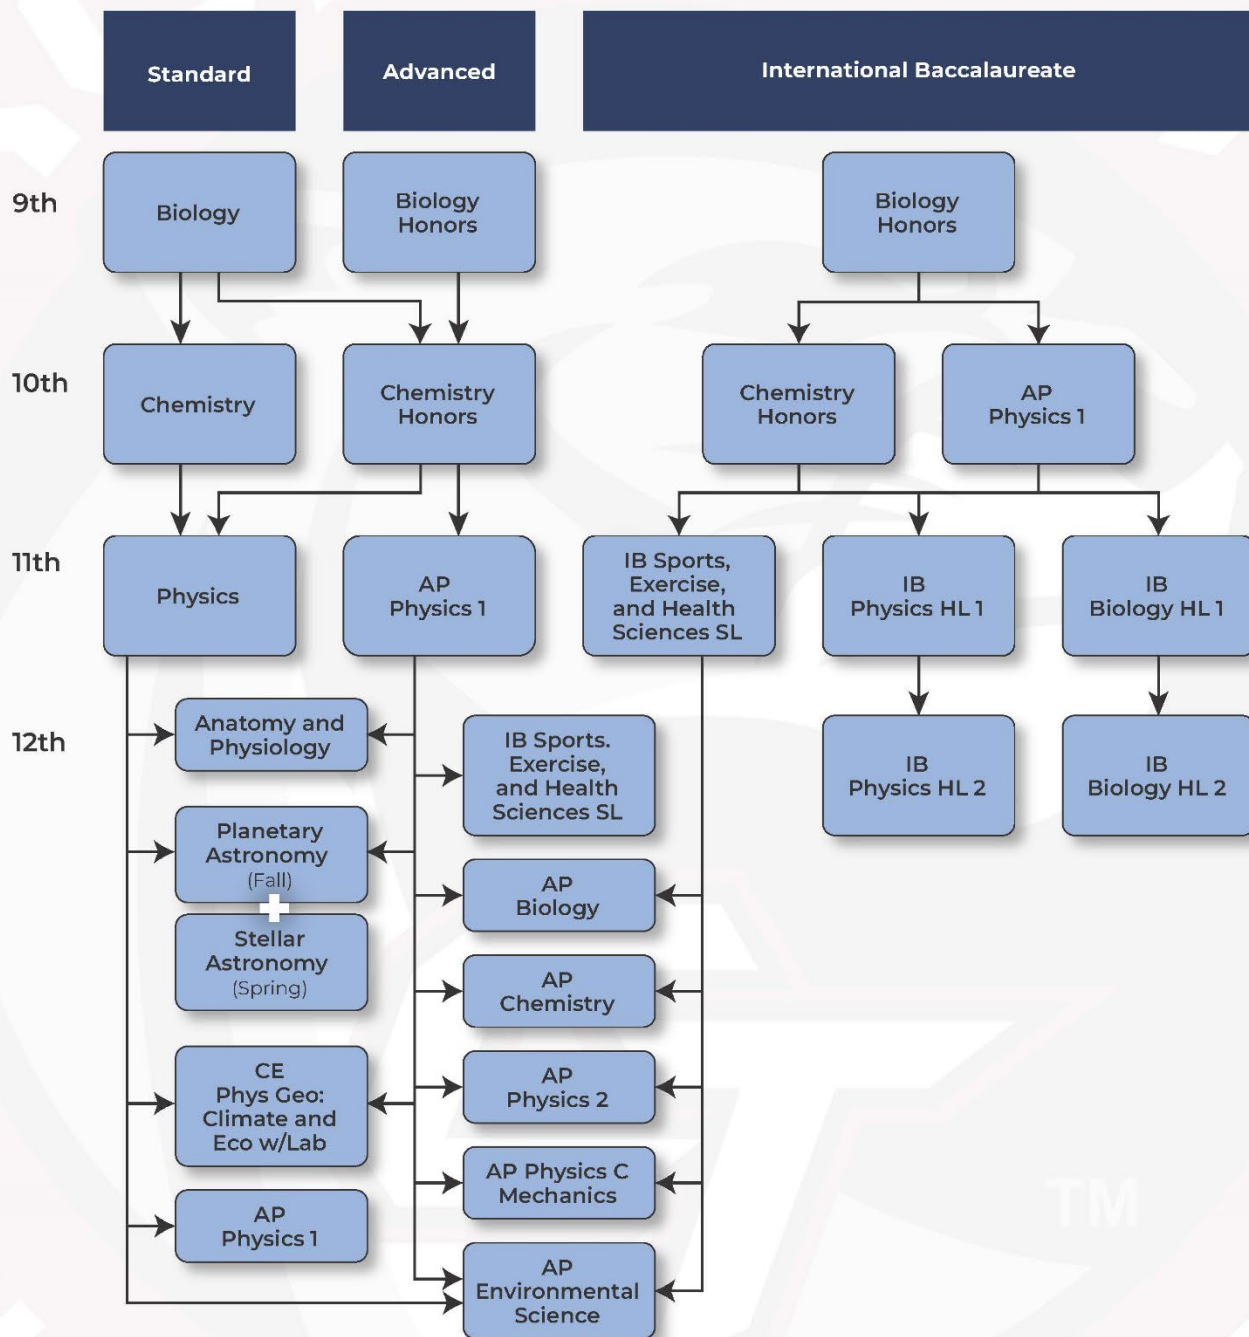 Standard
Advanced
International Baccalaureate
9th
Biology
Biology
Honors
Biology
Honors
10th
Chemistry
Chemistry
Honors
Chemistry
Honors
AP
Physics 1
11th
Physics
AP
Physics 1
IB Sports,
Exercise,
and Health
Sciences SL
IB
Physics HL 1
IB
Biology HL 1
12th
Anatomy and
Physiology
IB Sports.
Exercise,
and Health
Sciences SL
IB
Physics HL 2
IB
Biology HL 2
Planetary
Astronomy
(Fall)
Stellar
Astronomy
(Spring)
AP
Biology
AP
Chemistry
CE
Phys Geo:
Climate and
Eco w/Lab
AP
Physics 2
AP Physics C
Mechanics
AP
Physics 1
AP
Environmental
Science
TM